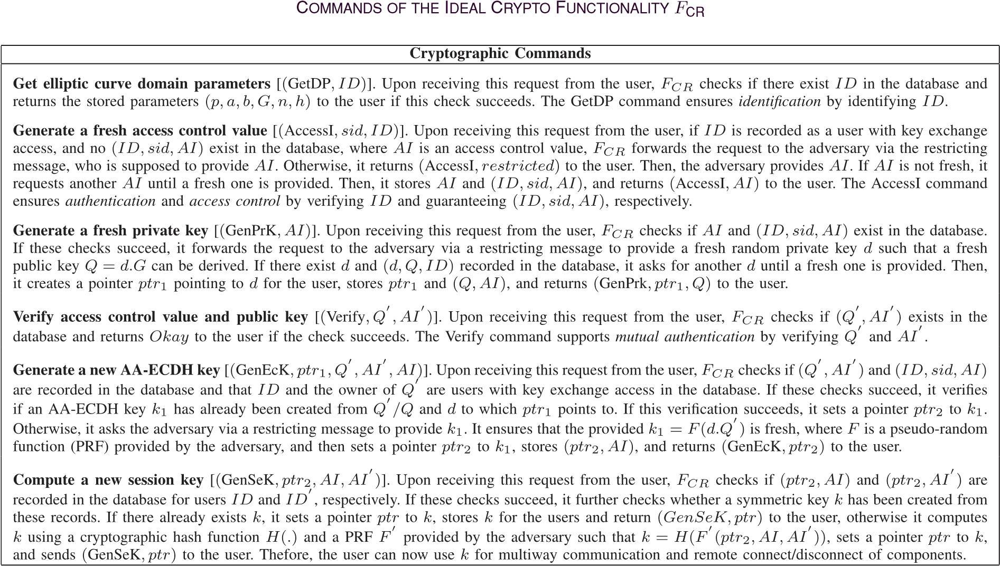 COMMANDS OF THE IDEAL CRYPTO FUNCTIONALITY F_CR
Cryptographic Commands
Get elliptic curve domain parameters [(GetDP, ID)]. Upon receiving this request from the user, F_CR checks if there exist ID in the database and
returns the stored parameters (p, a, b, G, n, h) to the user if this check succeeds. The GetDP command ensures identification by identifying ID.
Generate a fresh access control value [(AccessI, sid, ID)]. Upon receiving this request from the user, if ID is recorded as a user with key exchange
access, and no (ID, sid, AI) exist in the database, where AI is an access control value, F_CR forwards the request to the adversary via the restricting
message, who is supposed to provide AI. Otherwise, it returns (AccessI, restricted) to the user. Then, the adversary provides AI. If AI is not fresh, it
requests another AI until a fresh one is provided. Then, it stores AI and (ID, sid, AI), and returns (AccessI, AI) to the user. The AccessI command
ensures authentication and access control by verifying ID and guaranteeing (ID, sid, AI), respectively.
Generate a fresh private key [(GenPrK, AI)]. Upon receiving this request from the user, F_CR checks if AI and (ID, sid, AI) exist in the database.
If these checks succeed, it forwards the request to the adversary via a restricting message to provide a fresh random private key d such that a fresh
public key Q = d.G can be derived. If there exist d and (d, Q, ID) recorded in the database, it asks for another d until a fresh one is provided. Then,
it creates a pointer ptr_1 pointing to d for the user, stores ptr_1 and (Q, AI), and returns (GenPrk, ptr_1, Q) to the user.
Verify access control value and public key [(Verify, Q', AI')]. Upon receiving this request from the user, F_CR checks if (Q', AI') exists in the
database and returns Okay to the user if the check succeeds. The Verify command supports mutual authentication by verifying Q' and AI'.
Generate a new AA-ECDH key [(GenEcK, ptr_1, Q', AI', AI)]. Upon receiving this request from the user, F_CR checks if (Q', AI') and (ID, sid, AI)
are recorded in the database and that ID and the owner of Q' are users with key exchange access in the database. If these checks succeed, it verifies
if an AA-ECDH key k_1 has already been created from Q'/Q and d to which ptr_1 points to. If this verification succeeds, it sets a pointer ptr_2 to k_1.
Otherwise, it asks the adversary via a restricting message to provide k_1. It ensures that the provided k_1 = F(d.Q') is fresh, where F is a pseudo-random
function (PRF) provided by the adversary, and then sets a pointer ptr_2 to k_1, stores (ptr_2, AI), and returns (GenEcK, ptr_2) to the user.
Compute a new session key [(GenSeK, ptr_2, AI, AI')]. Upon receiving this request from the user, F_CR checks if (ptr_2, AI) and (ptr_2, AI') are
recorded in the database for users ID and ID', respectively. If these checks succeed, it further checks whether a symmetric key k has been created from
these records. If there already exists k, it sets a pointer ptr to k, stores k for the users and return (GenSeK, ptr) to the user, otherwise it computes
k using a cryptographic hash function H(.) and a PRF F' provided by the adversary such that k = H(F'(ptr_2, AI, AI')), sets a pointer ptr to k,
and sends (GenSeK, ptr) to the user. Thefore, the user can now use k for multiway communication and remote connect/disconnect of components.